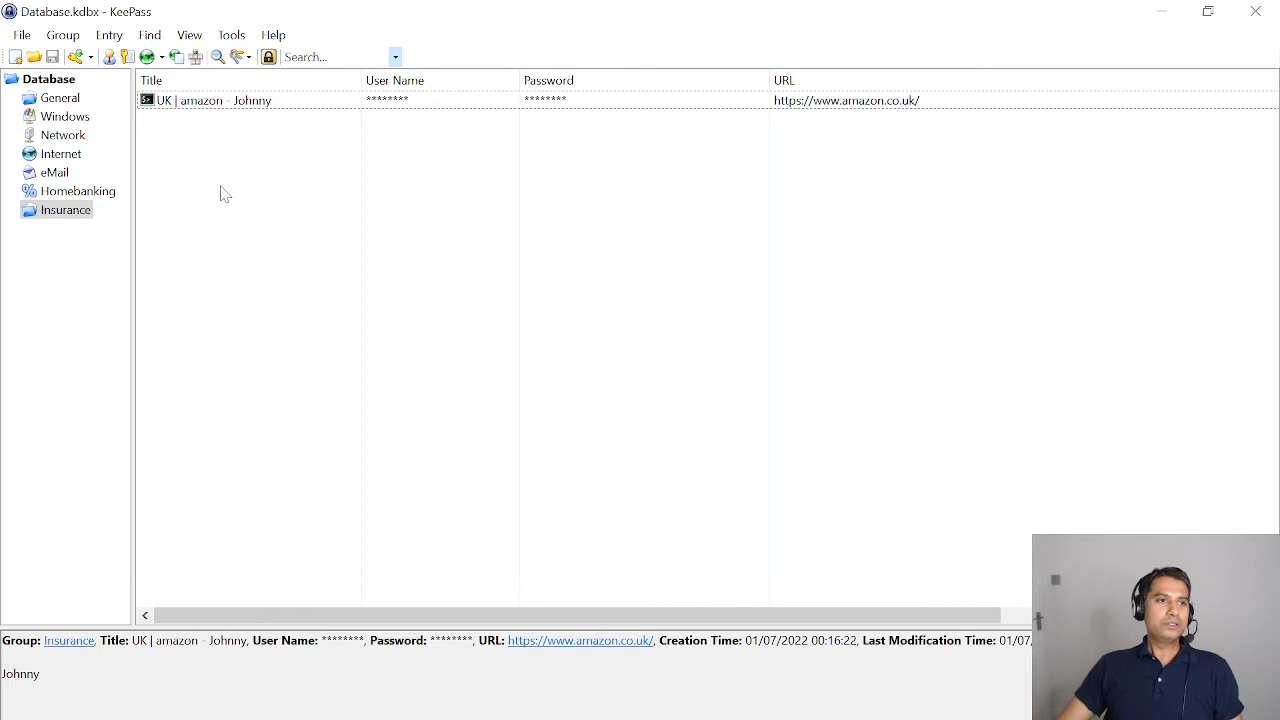 Database.kdbx - KeePass
File Group Entry Find View Tools Help
Search...
Database
General
Windows
Network
Internet
eMail
Homebanking
Insurance
Title User Name Password URL
UK | amazon - Johnny ******** ******** https://www.amazon.co.uk/
Group: Insurance, Title: UK | amazon - Johnny, User Name: ********, Password: ********, URL: https://www.amazon.co.uk/, Creation Time: 01/07/2022 00:16:22, Last Modification Time: 01/07/
Johnny